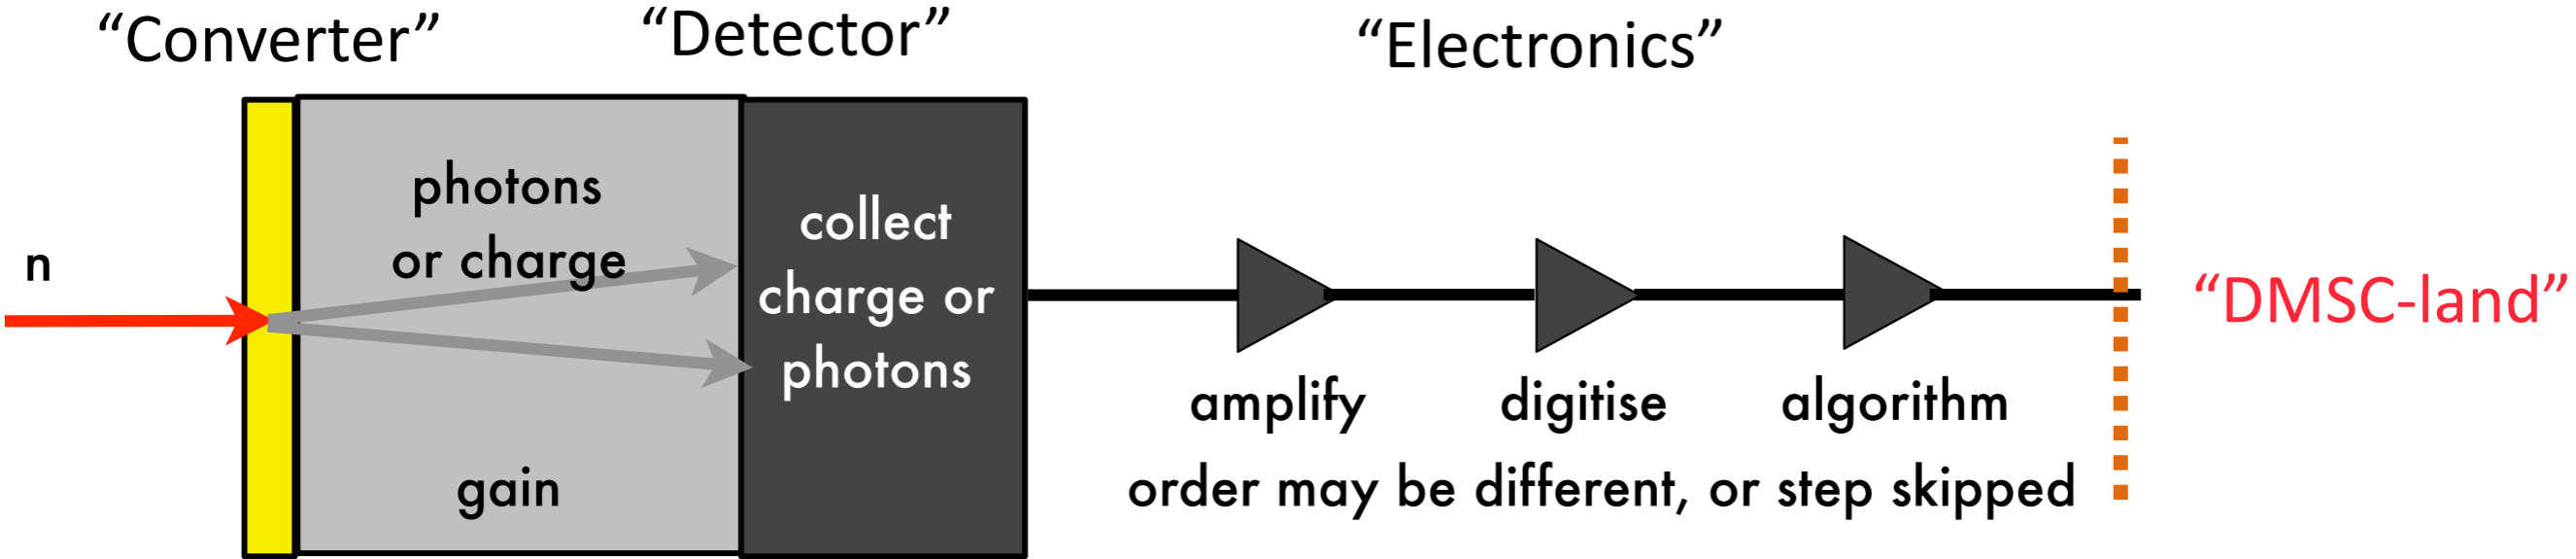 “Converter”
“Detector”
“Electronics”
n
photons
or charge
gain
collect
charge or
photons
amplify
digitise
algorithm
order may be different, or step skipped
“DMSC-land”